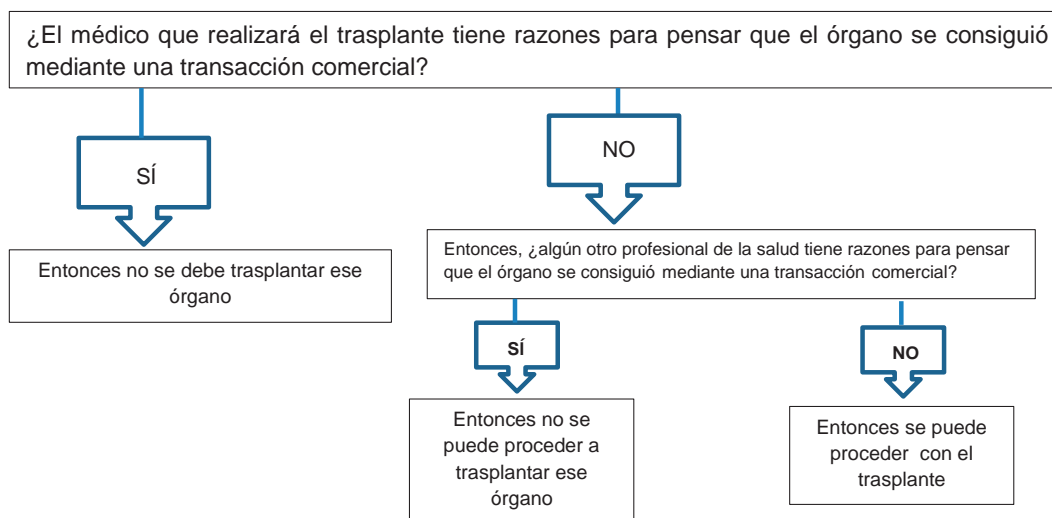 ¿El médico que realizará el trasplante tiene razones para pensar que el órgano se consiguió
mediante una transacción comercial?
SÍ
NO
Entonces no se debe trasplantar ese
órgano
Entonces, ¿algún otro profesional de la salud tiene razones para pensar
que el órgano se consiguió mediante una transacción comercial?
SÍ
NO
Entonces no se
puede proceder a
trasplantar ese
órgano
Entonces se puede
proceder con el
trasplante